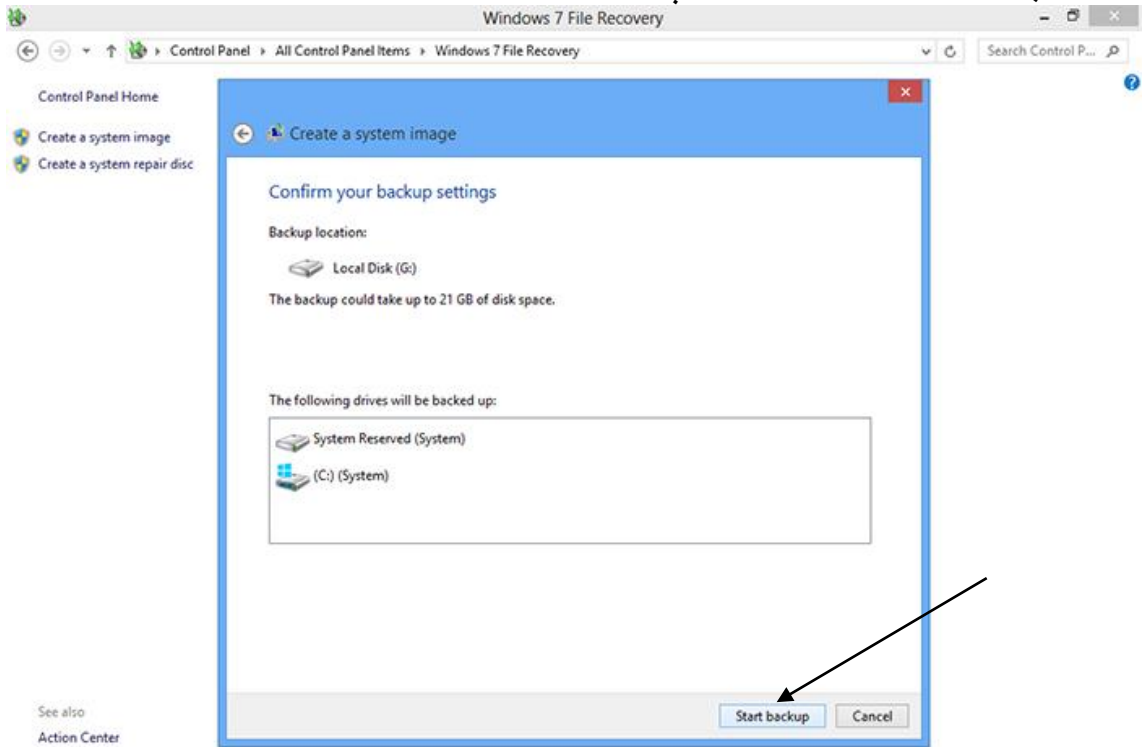 Windows 7 File Recovery
Control Panel ▸ All Control Panel Items ▸ Windows 7 File Recovery
Search Control P...
Control Panel Home
Create a system image
Create a system repair disc
Create a system image
Confirm your backup settings
Backup location:
Local Disk (G:)
The backup could take up to 21 GB of disk space.
The following drives will be backed up:
System Reserved (System)
(C:) (System)
Start backup Cancel
See also
Action Center